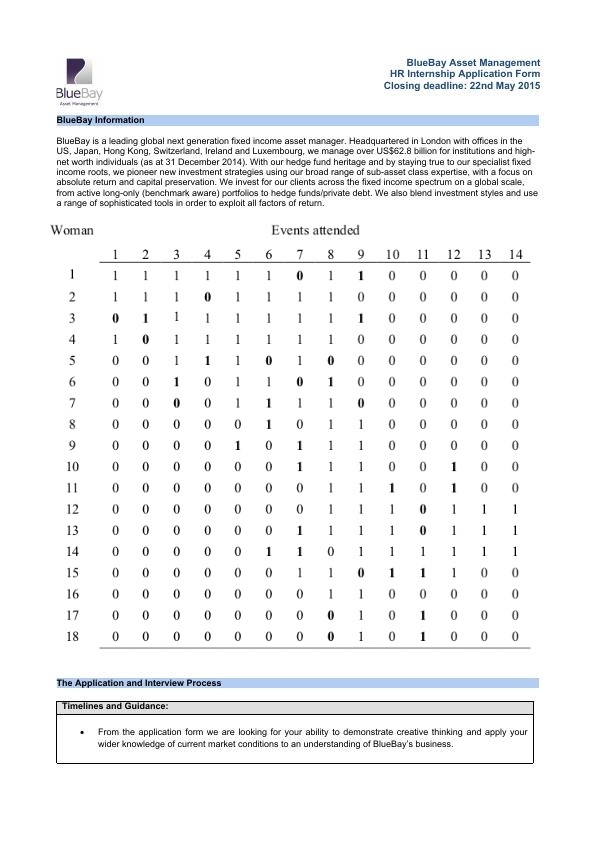 BlueBay
Asset Management
BlueBay Asset Management
HR Internship Application Form
Closing deadline: 22nd May 2015
BlueBay Information
BlueBay is a leading global next generation fixed income asset manager. Headquartered in London with offices in the
US, Japan, Hong Kong, Switzerland, Ireland and Luxembourg, we manage over US$62.8 billion for institutions and high-
net worth individuals (as at 31 December 2014). With our hedge fund heritage and by staying true to our specialist fixed
income roots, we pioneer new investment strategies using our broad range of sub-asset class expertise, with a focus on
absolute return and capital preservation. We invest for our clients across the fixed income spectrum on a global scale,
from active long-only (benchmark aware) portfolios to hedge funds/private debt. We also blend investment styles and use
a range of sophisticated tools in order to exploit all factors of return.
Woman Events attended
1 2 3 4 5 6 7 8 9 10 11 12 13 14
1 1 1 1 1 1 1 0 1 1 0 0 0 0 0
2 1 1 1 0 1 1 1 1 0 0 0 0 0 0
3 0 1 1 1 1 1 1 1 1 0 0 0 0 0
4 1 0 1 1 1 1 1 1 0 0 0 0 0 0
5 0 0 1 1 1 0 1 0 0 0 0 0 0 0
6 0 0 1 0 1 1 0 1 0 0 0 0 0 0
7 0 0 0 0 1 1 1 1 0 0 0 0 0 0
8 0 0 0 0 0 1 0 1 1 0 0 0 0 0
9 0 0 0 0 1 0 1 1 1 0 0 0 0 0
10 0 0 0 0 0 0 1 1 1 0 0 1 0 0
11 0 0 0 0 0 0 0 1 1 1 0 1 0 0
12 0 0 0 0 0 0 0 1 1 1 0 1 1 1
13 0 0 0 0 0 0 1 1 1 1 0 1 1 1
14 0 0 0 0 0 1 1 0 1 1 1 1 1 1
15 0 0 0 0 0 0 1 1 0 1 1 1 0 0
16 0 0 0 0 0 0 0 1 1 0 0 0 0 0
17 0 0 0 0 0 0 0 0 1 0 1 0 0 0
18 0 0 0 0 0 0 0 0 1 0 1 0 0 0
The Application and Interview Process
Timelines and Guidance:
• From the application form we are looking for your ability to demonstrate creative thinking and apply your
wider knowledge of current market conditions to an understanding of BlueBay's business.